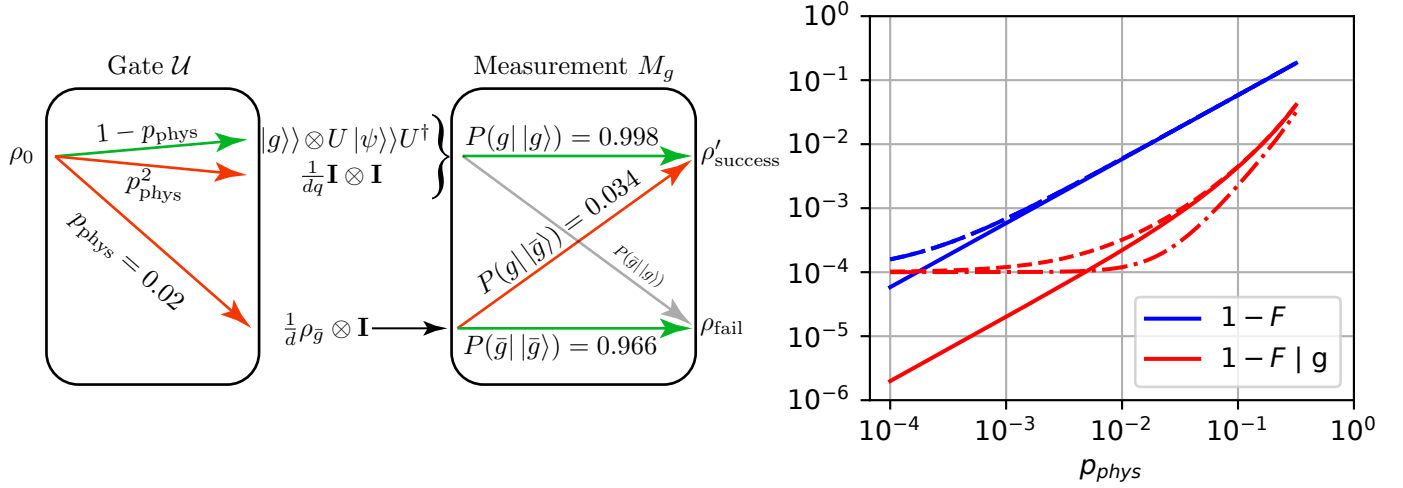 Gate 𝒰
Measurement M_g
ρ_0
1 − p_phys
p_phys^2
p_phys = 0.02
|g⟩⟩ ⊗ U |ψ⟩⟩U†
1/dq I ⊗ I
1/d ρ_ḡ ⊗ I
P(g| |g⟩) = 0.998
P(g| |ḡ⟩) = 0.034
P(ḡ| |g⟩)
P(ḡ| |ḡ⟩) = 0.966
ρ′_success
ρ_fail
10^0
10^−1
10^−2
10^−3
10^−4
10^−5
10^−6
1 − F
1 − F | g
10^−4 10^−3 10^−2 10^−1 10^0
p_phys